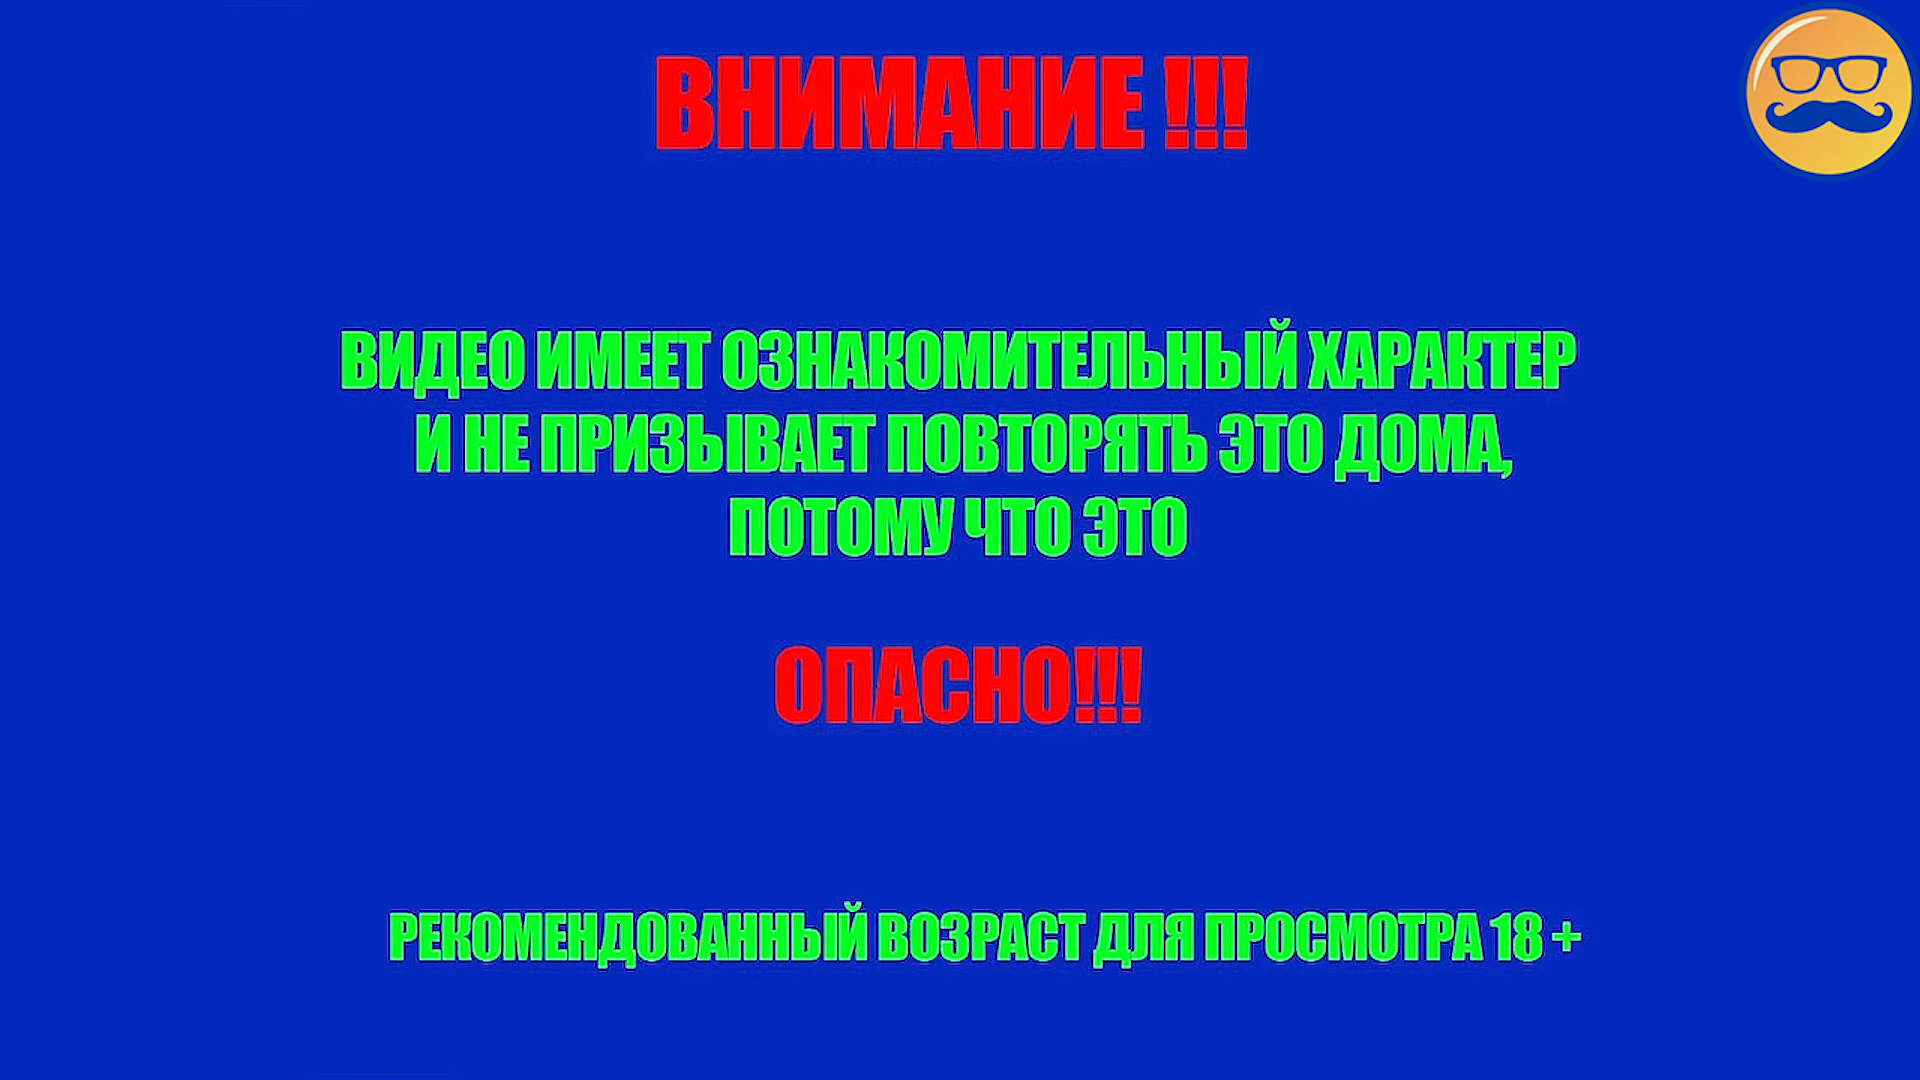 ВНИМАНИЕ !!!
ВИДЕО ИМЕЕТ ОЗНАКОМИТЕЛЬНЫЙ ХАРАКТЕР
И НЕ ПРИЗЫВАЕТ ПОВТОРЯТЬ ЭТО ДОМА,
ПОТОМУ ЧТО ЭТО
ОПАСНО!!!
РЕКОМЕНДОВАННЫЙ ВОЗРАСТ ДЛЯ ПРОСМОТРА 18 +